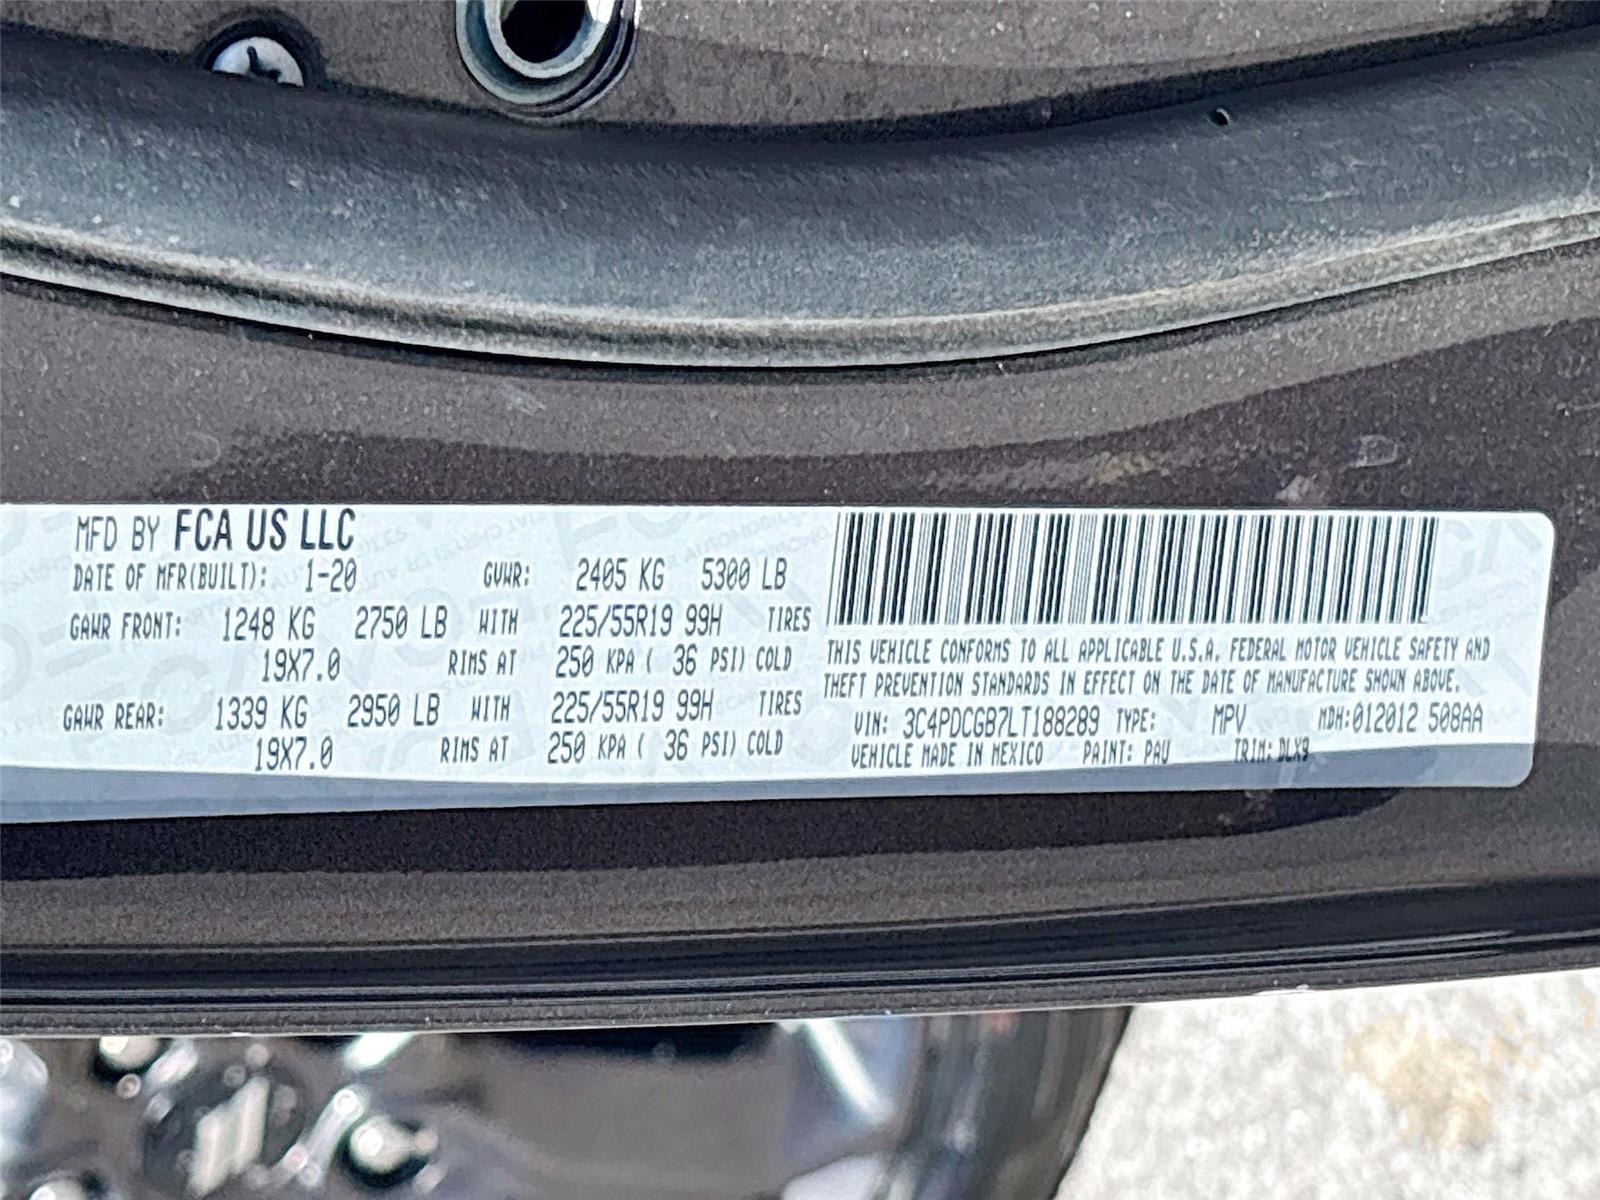 MFD BY FCA US LLC
DATE OF MFR(BUILT): 1-20 GVWR: 2405 KG 5300 LB
GAWR FRONT: 1248 KG 2750 LB WITH 225/55R19 99H TIRES
19X7.0 RIMS AT 250 KPA ( 36 PSI) COLD
GAWR REAR: 1339 KG 2950 LB WITH 225/55R19 99H TIRES
19X7.0 RIMS AT 250 KPA ( 36 PSI) COLD
THIS VEHICLE CONFORMS TO ALL APPLICABLE U.S.A. FEDERAL MOTOR VEHICLE SAFETY AND
THEFT PREVENTION STANDARDS IN EFFECT ON THE DATE OF MANUFACTURE SHOWN ABOVE.
VIN: 3C4PDCGB7LT188289 TYPE: MPV MDH:012012 508AA
VEHICLE MADE IN MEXICO PAINT: PAU TRIM: DLX9